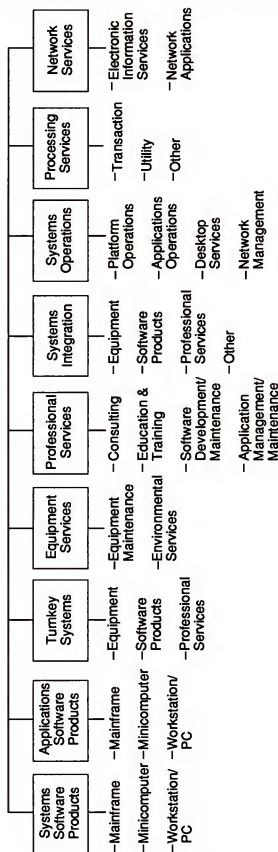 Systems
Software
Products
–Mainframe
–Minicomputer
–Workstation/
PC
Applications
Software
Products
–Mainframe
–Minicomputer
–Workstation/
PC
Turnkey
Systems
–Equipment
–Software
Products
–Professional
Services
Equipment
Services
–Equipment
Maintenance
–Environmental
Services
Professional
Services
–Consulting
–Education &
Training
–Software
Development/
Maintenance
–Application
Management/
Maintenance
Systems
Integration
–Equipment
–Software
Products
–Professional
Services
–Other
Systems
Operations
–Platform
Operations
–Applications
Operations
–Desktop
Services
–Network
Management
Processing
Services
–Transaction
–Utility
–Other
Network
Services
–Electronic
Information
Services
–Network
Applications